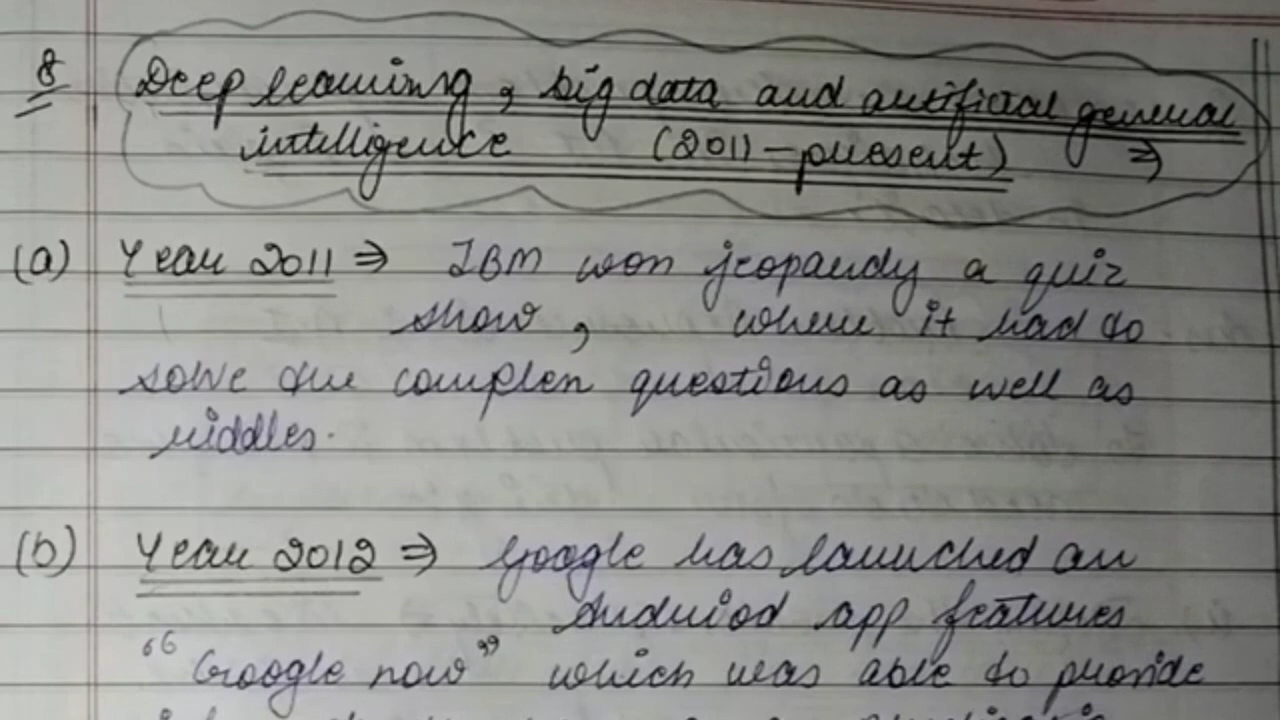 8 Deep learning, big data and artificial general
intelligence (2011 - present) ⇒
(a) Year 2011 ⇒ IBM won jeopardy a quiz
show, where it had to
solve the complex questions as well as
riddles.
(b) Year 2012 ⇒ Google has launched an
Andriod app features
"Google now" which was able to provide